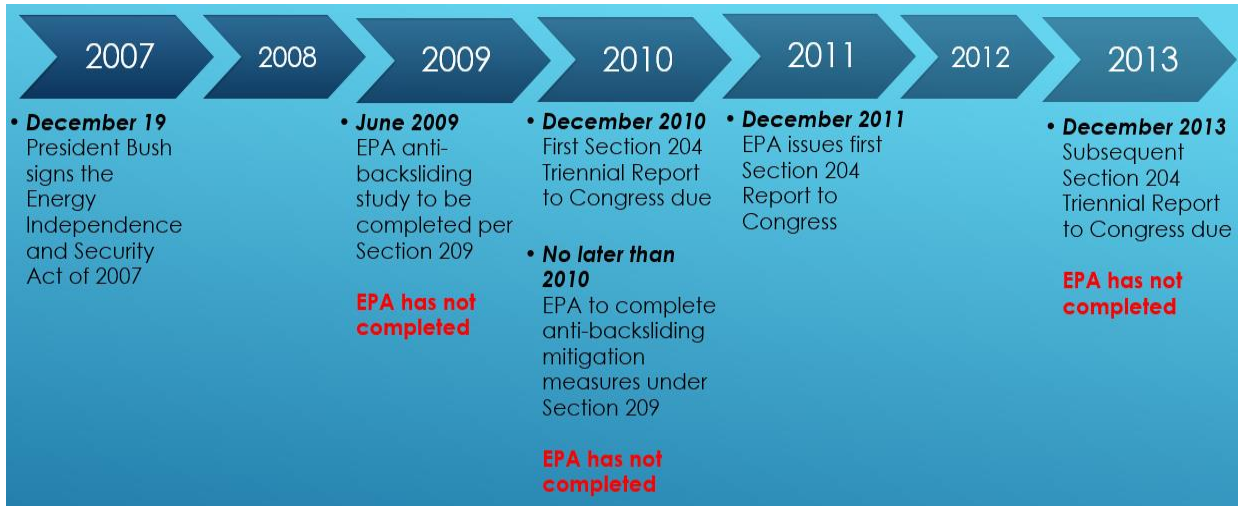 2007
2008
2009
2010
2011
2012
2013
• December 19
President Bush
signs the
Energy
Independence
and Security
Act of 2007
• June 2009
EPA anti-
backsliding
study to be
completed per
Section 209
EPA has not
completed
• December 2010
First Section 204
Triennial Report
to Congress due
• No later than
2010
EPA to complete
anti-backsliding
mitigation
measures under
Section 209
EPA has not
completed
• December 2011
EPA issues first
Section 204
Report to
Congress
• December 2013
Subsequent
Section 204
Triennial Report
to Congress due
EPA has not
completed